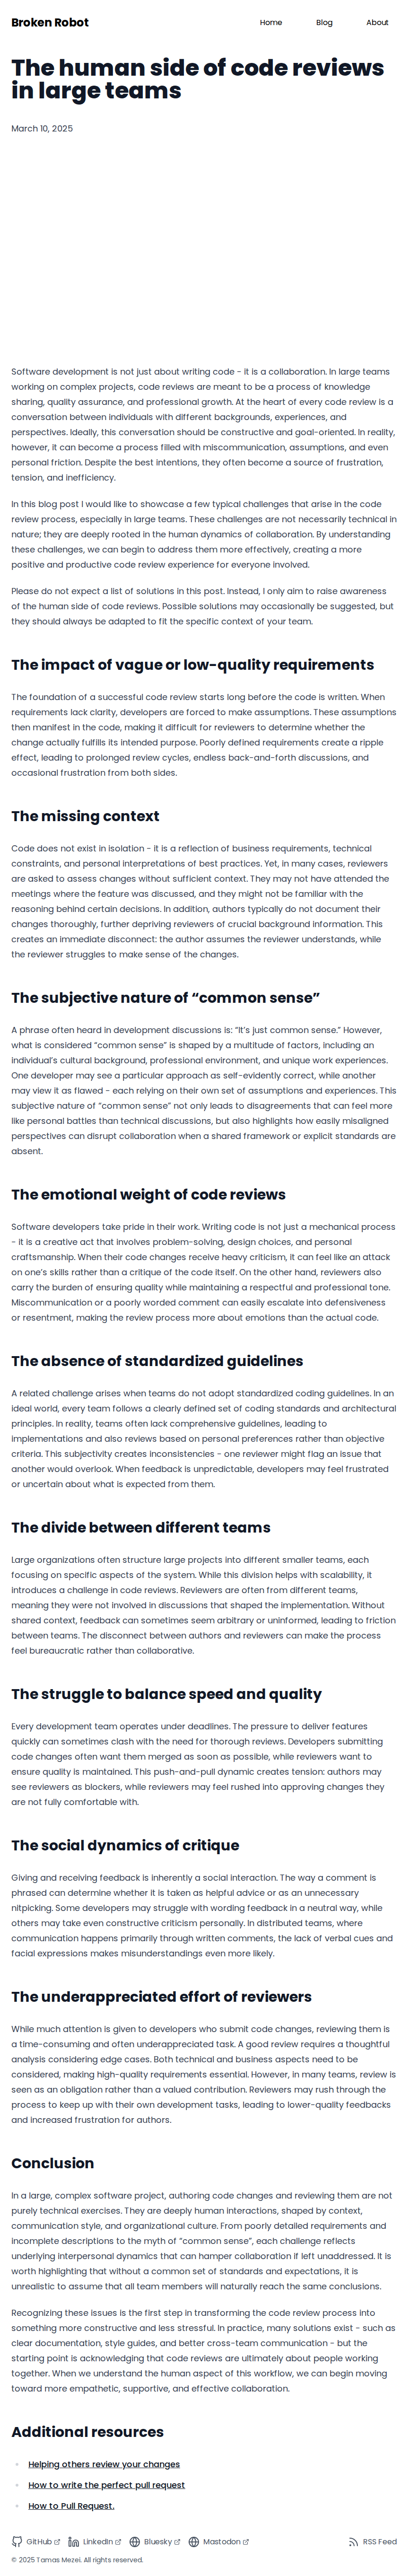 Broken Robot
Home
Blog
About
The human side of code reviews
in large teams
March 10, 2025
Software development is not just about writing code - it is a collaboration. In large teams
working on complex projects, code reviews are meant to be a process of knowledge
sharing, quality assurance, and professional growth. At the heart of every code review is a
conversation between individuals with different backgrounds, experiences, and
perspectives. Ideally, this conversation should be constructive and goal-oriented. In reality,
however, it can become a process filled with miscommunication, assumptions, and even
personal friction. Despite the best intentions, they often become a source of frustration,
tension, and inefficiency.
In this blog post I would like to showcase a few typical challenges that arise in the code
review process, especially in large teams. These challenges are not necessarily technical in
nature; they are deeply rooted in the human dynamics of collaboration. By understanding
these challenges, we can begin to address them more effectively, creating a more
positive and productive code review experience for everyone involved.
Please do not expect a list of solutions in this post. Instead, I only aim to raise awareness
of the human side of code reviews. Possible solutions may occasionally be suggested, but
they should always be adapted to fit the specific context of your team.
The impact of vague or low-quality requirements
The foundation of a successful code review starts long before the code is written. When
requirements lack clarity, developers are forced to make assumptions. These assumptions
then manifest in the code, making it difficult for reviewers to determine whether the
change actually fulfills its intended purpose. Poorly defined requirements create a ripple
effect, leading to prolonged review cycles, endless back-and-forth discussions, and
occasional frustration from both sides.
The missing context
Code does not exist in isolation - it is a reflection of business requirements, technical
constraints, and personal interpretations of best practices. Yet, in many cases, reviewers
are asked to assess changes without sufficient context. They may not have attended the
meetings where the feature was discussed, and they might not be familiar with the
reasoning behind certain decisions. In addition, authors typically do not document their
changes thoroughly, further depriving reviewers of crucial background information. This
creates an immediate disconnect: the author assumes the reviewer understands, while
the reviewer struggles to make sense of the changes.
The subjective nature of “common sense”
A phrase often heard in development discussions is: “It’s just common sense.” However,
what is considered “common sense” is shaped by a multitude of factors, including an
individual’s cultural background, professional environment, and unique work experiences.
One developer may see a particular approach as self-evidently correct, while another
may view it as flawed - each relying on their own set of assumptions and experiences. This
subjective nature of “common sense” not only leads to disagreements that can feel more
like personal battles than technical discussions, but also highlights how easily misaligned
perspectives can disrupt collaboration when a shared framework or explicit standards are
absent.
The emotional weight of code reviews
Software developers take pride in their work. Writing code is not just a mechanical process
- it is a creative act that involves problem-solving, design choices, and personal
craftsmanship. When their code changes receive heavy criticism, it can feel like an attack
on one’s skills rather than a critique of the code itself. On the other hand, reviewers also
carry the burden of ensuring quality while maintaining a respectful and professional tone.
Miscommunication or a poorly worded comment can easily escalate into defensiveness
or resentment, making the review process more about emotions than the actual code.
The absence of standardized guidelines
A related challenge arises when teams do not adopt standardized coding guidelines. In an
ideal world, every team follows a clearly defined set of coding standards and architectural
principles. In reality, teams often lack comprehensive guidelines, leading to
implementations and also reviews based on personal preferences rather than objective
criteria. This subjectivity creates inconsistencies - one reviewer might flag an issue that
another would overlook. When feedback is unpredictable, developers may feel frustrated
or uncertain about what is expected from them.
The divide between different teams
Large organizations often structure large projects into different smaller teams, each
focusing on specific aspects of the system. While this division helps with scalability, it
introduces a challenge in code reviews. Reviewers are often from different teams,
meaning they were not involved in discussions that shaped the implementation. Without
shared context, feedback can sometimes seem arbitrary or uninformed, leading to friction
between teams. The disconnect between authors and reviewers can make the process
feel bureaucratic rather than collaborative.
The struggle to balance speed and quality
Every development team operates under deadlines. The pressure to deliver features
quickly can sometimes clash with the need for thorough reviews. Developers submitting
code changes often want them merged as soon as possible, while reviewers want to
ensure quality is maintained. This push-and-pull dynamic creates tension: authors may
see reviewers as blockers, while reviewers may feel rushed into approving changes they
are not fully comfortable with.
The social dynamics of critique
Giving and receiving feedback is inherently a social interaction. The way a comment is
phrased can determine whether it is taken as helpful advice or as an unnecessary
nitpicking. Some developers may struggle with wording feedback in a neutral way, while
others may take even constructive criticism personally. In distributed teams, where
communication happens primarily through written comments, the lack of verbal cues and
facial expressions makes misunderstandings even more likely.
The underappreciated effort of reviewers
While much attention is given to developers who submit code changes, reviewing them is
a time-consuming and often underappreciated task. A good review requires a thoughtful
analysis considering edge cases. Both technical and business aspects need to be
considered, making high-quality requirements essential. However, in many teams, review is
seen as an obligation rather than a valued contribution. Reviewers may rush through the
process to keep up with their own development tasks, leading to lower-quality feedbacks
and increased frustration for authors.
Conclusion
In a large, complex software project, authoring code changes and reviewing them are not
purely technical exercises. They are deeply human interactions, shaped by context,
communication style, and organizational culture. From poorly detailed requirements and
incomplete descriptions to the myth of “common sense”, each challenge reflects
underlying interpersonal dynamics that can hamper collaboration if left unaddressed. It is
worth highlighting that without a common set of standards and expectations, it is
unrealistic to assume that all team members will naturally reach the same conclusions.
Recognizing these issues is the first step in transforming the code review process into
something more constructive and less stressful. In practice, many solutions exist - such as
clear documentation, style guides, and better cross-team communication - but the
starting point is acknowledging that code reviews are ultimately about people working
together. When we understand the human aspect of this workflow, we can begin moving
toward more empathetic, supportive, and effective collaboration.
Additional resources
Helping others review your changes
How to write the perfect pull request
How to Pull Request.
GitHub
LinkedIn
Bluesky
Mastodon
RSS Feed
© 2025 Tamas Mezei. All rights reserved.